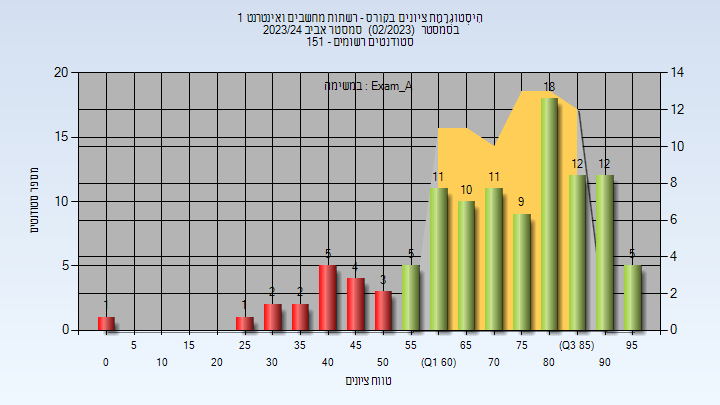 היסטוגרמת ציונים בקורס - רשתות מחשבים ואינטרנט 1
בסמסטר (02/2023) סמסטר אביב 2023/24
סטודנטים רשומים - 151
במשימה : Exam_A
20 15 10 5 0
מספר סטודנטים
14 12 10 8 6 4 2 0
1 1 2 2 5 4 3 5 11 10 11 9 18 12 12 5
5 15 25 35 45 55 65 75 (Q3 85) 95
0 10 20 30 40 50 (Q1 60) 70 80 90
טווח ציונים